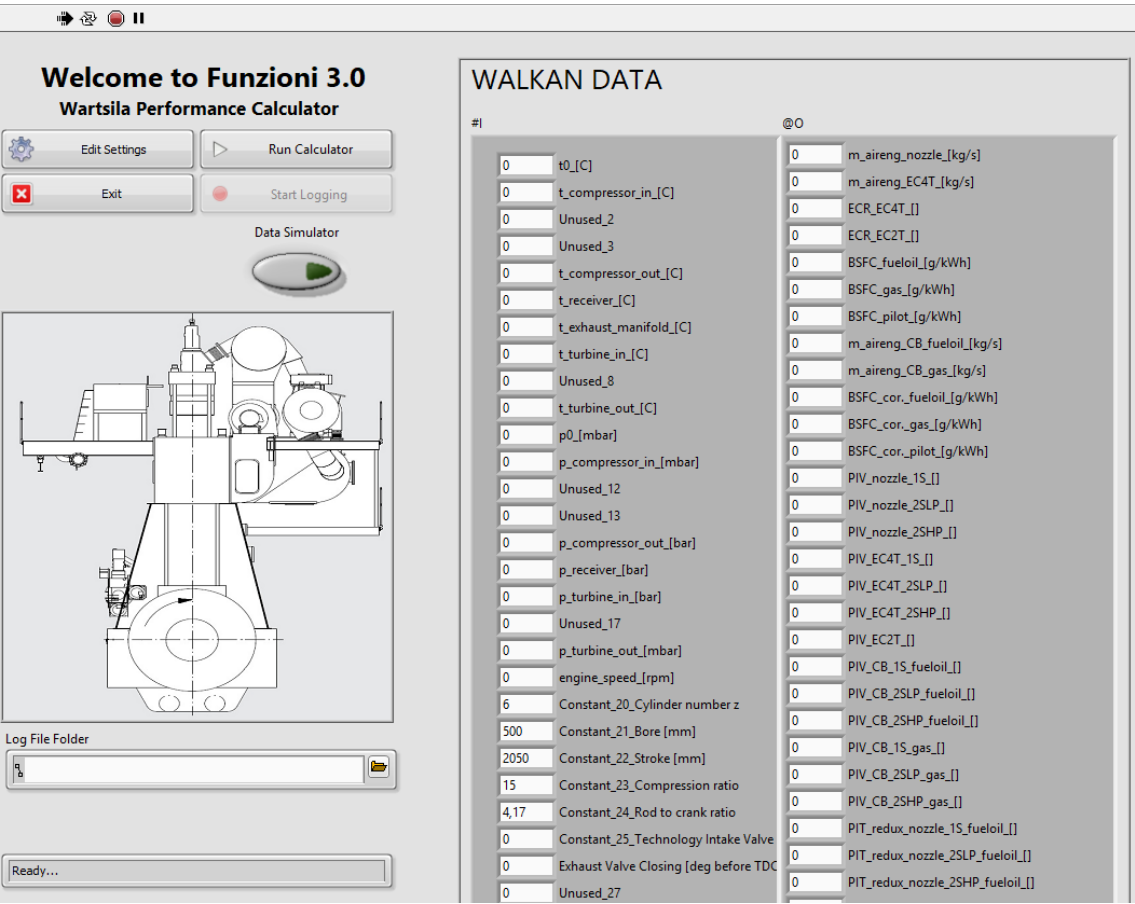 Welcome to Funzioni 3.0
Wartsila Performance Calculator
Edit Settings
Run Calculator
Exit
Start Logging
Data Simulator
Log File Folder
Ready...
WALKAN DATA
#I
0 t0_[C]
0 t_compressor_in_[C]
0 Unused_2
0 Unused_3
0 t_compressor_out_[C]
0 t_receiver_[C]
0 t_exhaust_manifold_[C]
0 t_turbine_in_[C]
0 Unused_8
0 t_turbine_out_[C]
0 p0_[mbar]
0 p_compressor_in_[mbar]
0 Unused_12
0 Unused_13
0 p_compressor_out_[bar]
0 p_receiver_[bar]
0 p_turbine_in_[bar]
0 Unused_17
0 p_turbine_out_[mbar]
0 engine_speed_[rpm]
6 Constant_20_Cylinder number z
500 Constant_21_Bore [mm]
2050 Constant_22_Stroke [mm]
15 Constant_23_Compression ratio
4,17 Constant_24_Rod to crank ratio
0 Constant_25_Technology Intake Valve
0 Exhaust Valve Closing [deg before TDC
0 Unused_27
@O
0 m_aireng_nozzle_[kg/s]
0 m_aireng_EC4T_[kg/s]
0 ECR_EC4T_[]
0 ECR_EC2T_[]
0 BSFC_fueloil_[g/kWh]
0 BSFC_gas_[g/kWh]
0 BSFC_pilot_[g/kWh]
0 m_aireng_CB_fueloil_[kg/s]
0 m_aireng_CB_gas_[kg/s]
0 BSFC_cor._fueloil_[g/kWh]
0 BSFC_cor._gas_[g/kWh]
0 BSFC_cor._pilot_[g/kWh]
0 PIV_nozzle_1S_[]
0 PIV_nozzle_2SLP_[]
0 PIV_nozzle_2SHP_[]
0 PIV_EC4T_1S_[]
0 PIV_EC4T_2SLP_[]
0 PIV_EC4T_2SHP_[]
0 PIV_EC2T_[]
0 PIV_CB_1S_fueloil_[]
0 PIV_CB_2SLP_fueloil_[]
0 PIV_CB_2SHP_fueloil_[]
0 PIV_CB_1S_gas_[]
0 PIV_CB_2SLP_gas_[]
0 PIV_CB_2SHP_gas_[]
0 PIT_redux_nozzle_1S_fueloil_[]
0 PIT_redux_nozzle_2SLP_fueloil_[]
0 PIT_redux_nozzle_2SHP_fueloil_[]